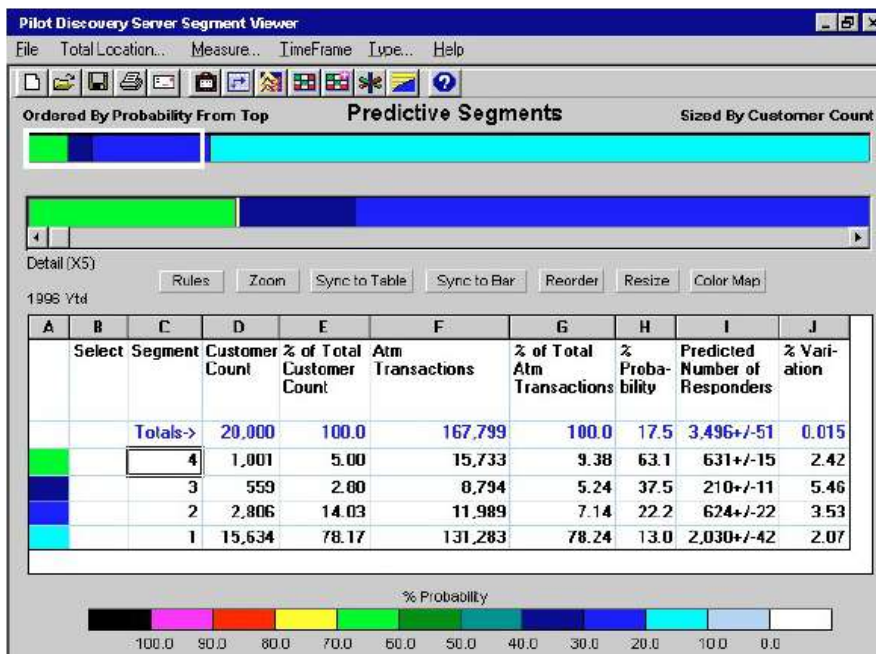 Pilot Discovery Server Segment Viewer
File Total Location... Measure... TimeFrame Type... Help
Ordered By Probability From Top Predictive Segments Sized By Customer Count
Detail (X5)
Rules Zoom Sync to Table Sync to Bar Reorder Resize Color Map
1996 Ytd
A B C D E F G H I J
Select Segment Customer % of Total Atm % of Total % Predicted % Vari-
Count Customer Transactions Atm Proba- Number of ation
Count Transactions bility Responders
Totals-> 20,000 100.0 167,799 100.0 17.5 3,496+/-51 0.015
4 1,001 5.00 15,733 9.38 63.1 631+/-15 2.42
3 559 2.80 8,794 5.24 37.5 210+/-11 5.46
2 2,806 14.03 11,989 7.14 22.2 624+/-22 3.53
1 15,634 78.17 131,283 78.24 13.0 2,030+/-42 2.07
% Probability
100.0 90.0 80.0 70.0 60.0 50.0 40.0 30.0 20.0 10.0 0.0